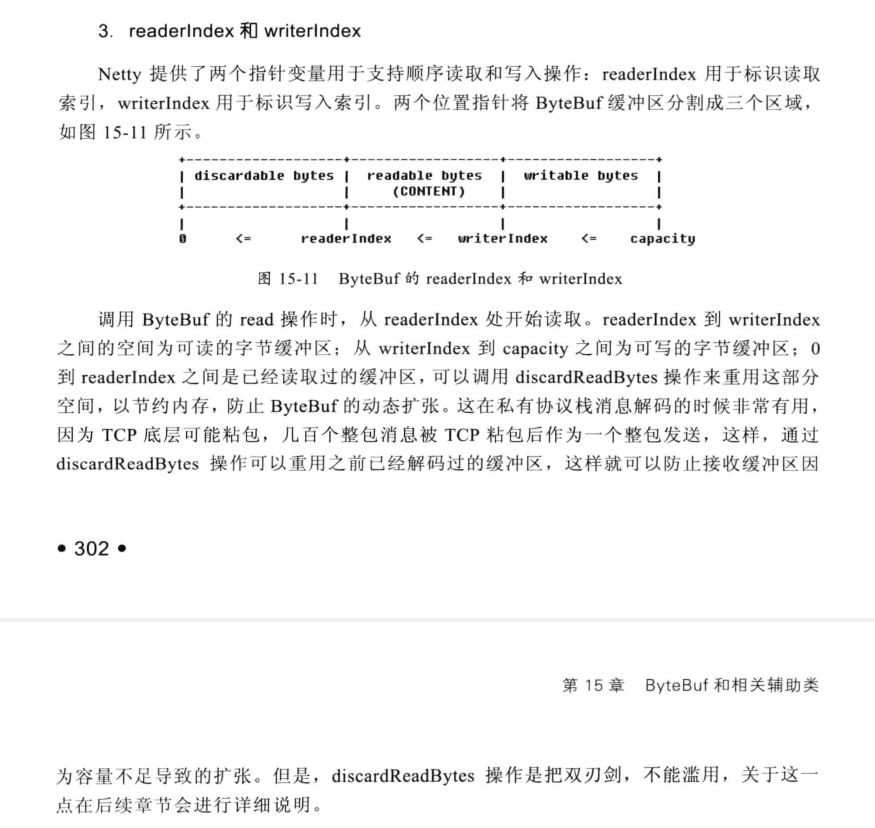 3. readerIndex 和 writerIndex
Netty 提供了两个指针变量用于支持顺序读取和写入操作：readerIndex 用于标识读取
索引，writerIndex 用于标识写入索引。两个位置指针将 ByteBuf 缓冲区分割成三个区域，
如图 15-11 所示。
+-------------------+------------------+------------------+
| discardable bytes | readable bytes | writable bytes |
| | (CONTENT) | |
+-------------------+------------------+------------------+
| | | |
0 <= readerIndex <= writerIndex <= capacity
图 15-11 ByteBuf 的 readerIndex 和 writerIndex
调用 ByteBuf 的 read 操作时，从 readerIndex 处开始读取。readerIndex 到 writerIndex
之间的空间为可读的字节缓冲区；从 writerIndex 到 capacity 之间为可写的字节缓冲区；0
到 readerIndex 之间是已经读取过的缓冲区，可以调用 discardReadBytes 操作来重用这部分
空间，以节约内存，防止 ByteBuf 的动态扩张。这在私有协议栈消息解码的时候非常有用，
因为 TCP 底层可能粘包，几百个整包消息被 TCP 粘包后作为一个整包发送，这样，通过
discardReadBytes 操作可以重用之前已经解码过的缓冲区，这样就可以防止接收缓冲区因
• 302 •
第 15 章 ByteBuf 和相关辅助类
为容量不足导致的扩张。但是，discardReadBytes 操作是把双刃剑，不能滥用，关于这一
点在后续章节会进行详细说明。